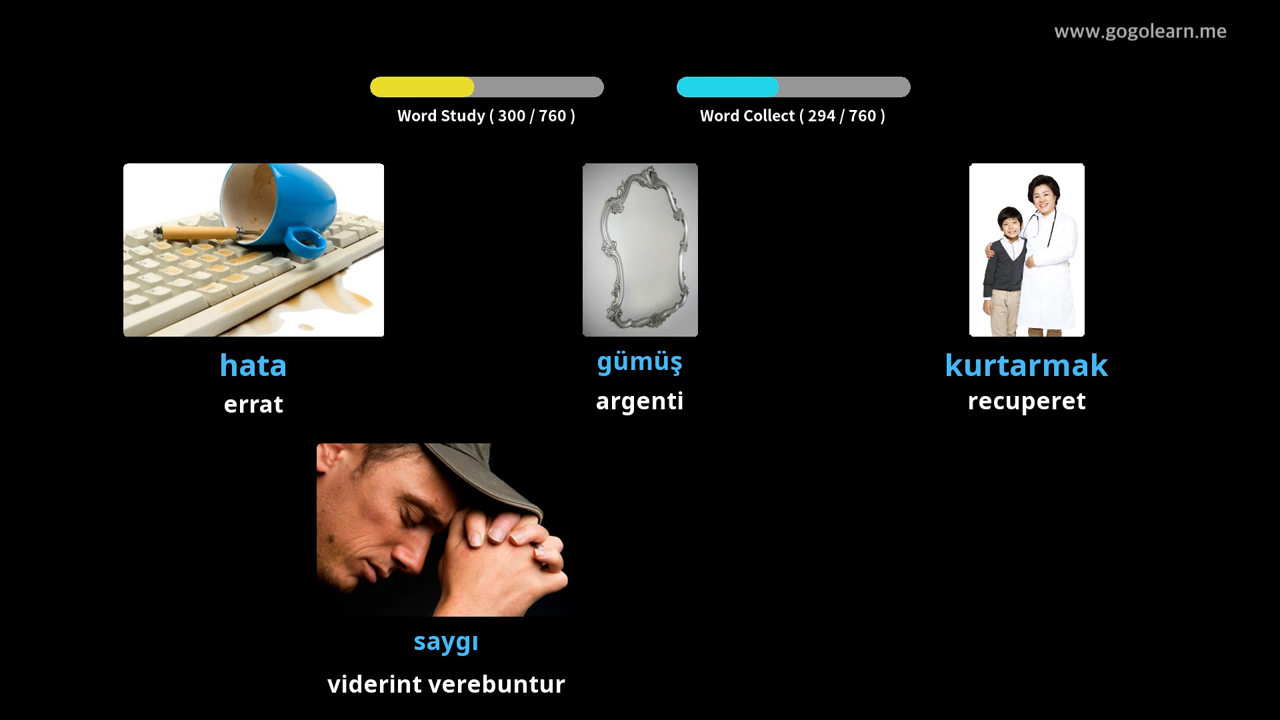 www.gogolearn.me
Word Study ( 300 / 760 )
Word Collect ( 294 / 760 )
hata
errat
gümüş
argenti
kurtarmak
recuperet
saygı
viderint verebuntur